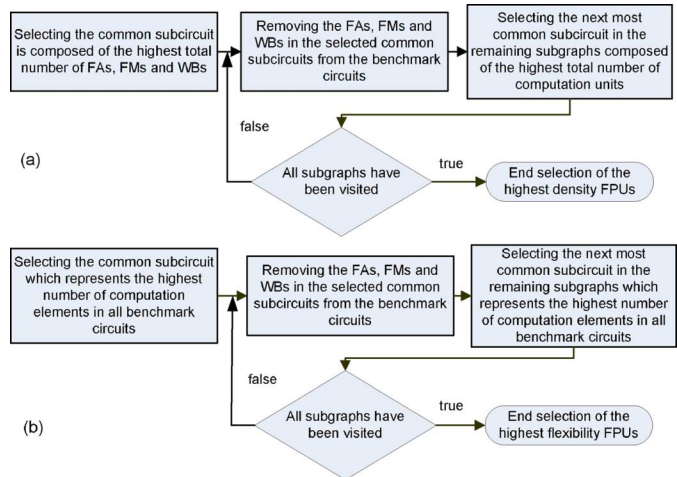 (a)
Selecting the common subcircuit
is composed of the highest total
number of FAs, FMs and WBs
Removing the FAs, FMs and
WBs in the selected common
subcircuits from the benchmark
circuits
Selecting the next most
common subcircuit in the
remaining subgraphs composed
of the highest total number of
computation units
false
All subgraphs have
been visited
true
End selection of the
highest density FPUs
(b)
Selecting the common subcircuit
which represents the highest
number of computation
elements in all benchmark
circuits
Removing the FAs, FMs and
WBs in the selected common
subcircuits from the benchmark
circuits
Selecting the next most
common subcircuit in the
remaining subgraphs which
represents the highest number
of computation elements in all
benchmark circuits
false
All subgraphs have
been visited
true
End selection of the
highest flexibility FPUs